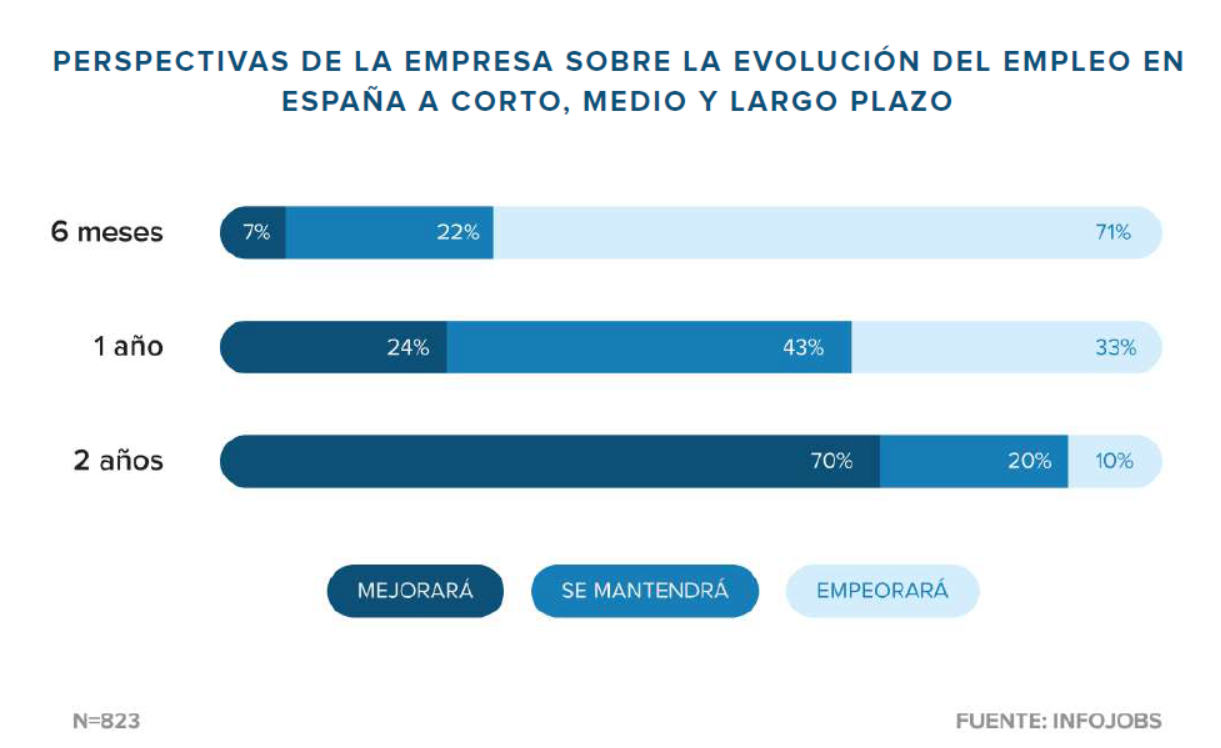 PERSPECTIVAS DE LA EMPRESA SOBRE LA EVOLUCIÓN DEL EMPLEO EN
ESPAÑA A CORTO, MEDIO Y LARGO PLAZO
6 meses 7% 22% 71%
1 año 24% 43% 33%
2 años 70% 20% 10%
MEJORARÁ SE MANTENDRÁ EMPEORARÁ
N=823 FUENTE: INFOJOBS